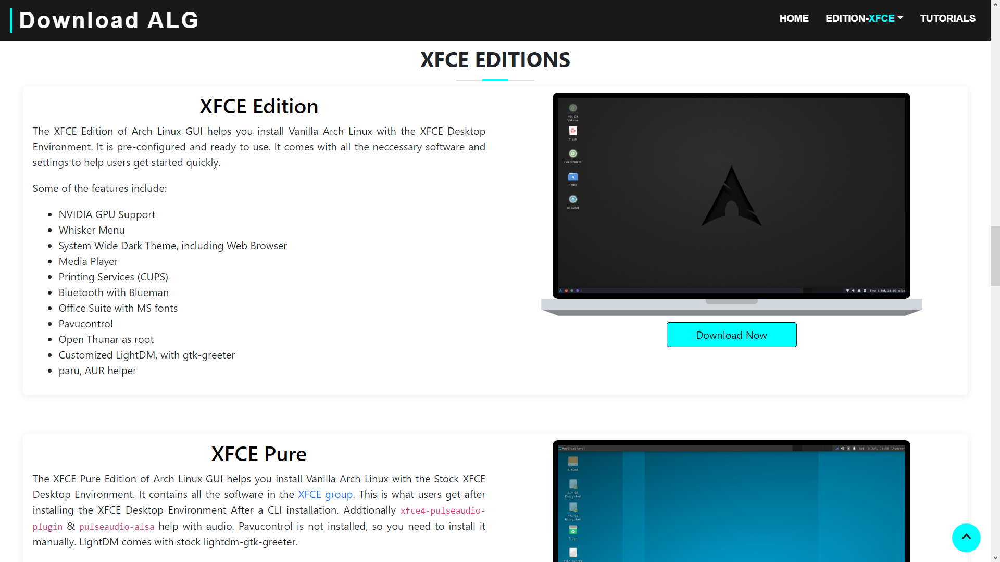 Download ALG
HOME
EDITION-XFCE
TUTORIALS
XFCE EDITIONS
XFCE Edition
The XFCE Edition of Arch Linux GUI helps you install Vanilla Arch Linux with the XFCE Desktop
Environment. It is pre-configured and ready to use. It comes with all the neccessary software and
settings to help users get started quickly.
Some of the features include:
NVIDIA GPU Support
Whisker Menu
System Wide Dark Theme, including Web Browser
Media Player
Printing Services (CUPS)
Bluetooth with Blueman
Office Suite with MS fonts
Pavucontrol
Open Thunar as root
Customized LightDM, with gtk-greeter
paru, AUR helper
491 GB
Volume
Trash
File System
Home
STRON8
Thu 1 Jul, 21:30 xfce
Download Now
XFCE Pure
The XFCE Pure Edition of Arch Linux GUI helps you install Vanilla Arch Linux with the Stock XFCE
Desktop Environment. It contains all the software in the XFCE group. This is what users get after
installing the XFCE Desktop Environment After a CLI installation. Addtionally xfce4-pulseaudio-
plugin & pulseaudio-alsa help with audio. Pavucontrol is not installed, so you need to install it
manually. LightDM comes with stock lightdm-gtk-greeter.
Applications
Sat 3 Jul, 16:53 liveuser
STRON8
9.4 GB
Encrypted
491 GB
Encrypted
Trash
File System